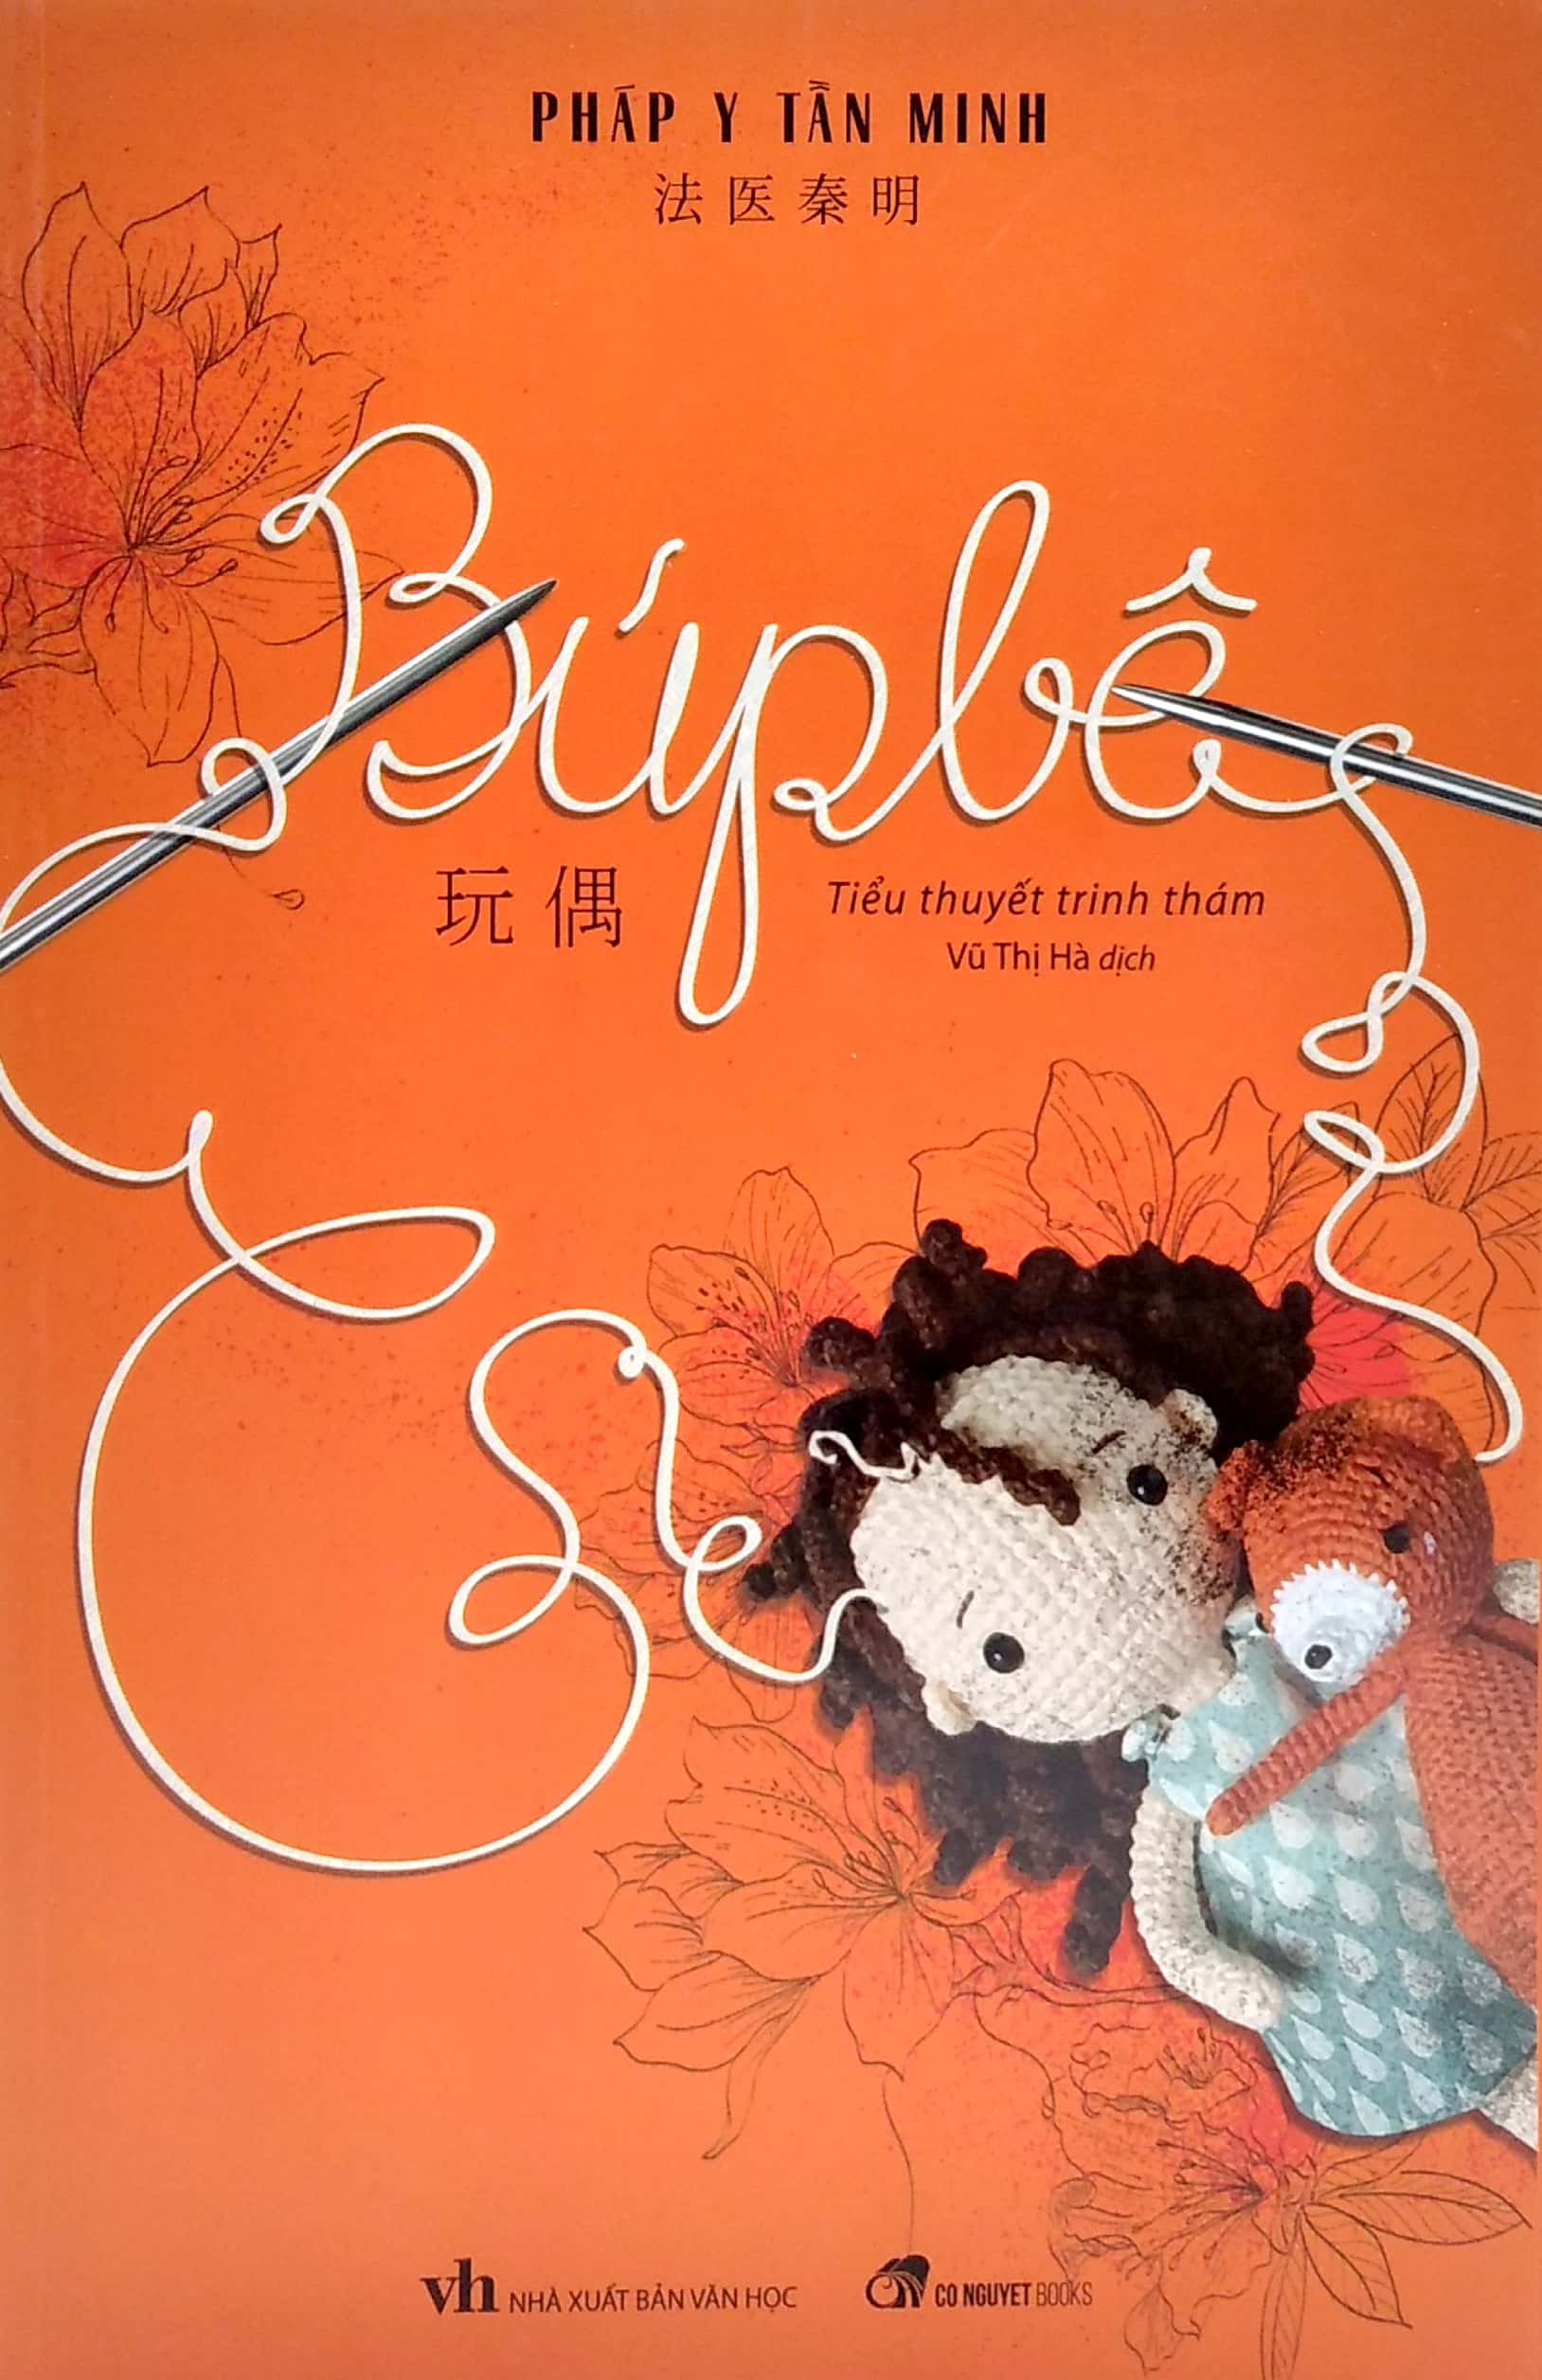 PHÁP Y TẦN MINH
法医秦明
Búp bê
玩偶
Tiểu thuyết trinh thám
Vũ Thị Hà dịch
vh NHÀ XUẤT BẢN VĂN HỌC
CO NGUYET BOOKS